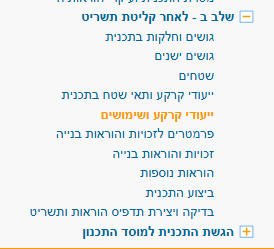 שלב ב - לאחר קליטת תשריט
גושים וחלקות בתכנית
גושים ישנים
שטחים
ייעודי קרקע ותאי שטח בתכנית
ייעודי קרקע ושימושים
פרמטרים לזכויות והוראות בנייה
זכויות והוראות בנייה
הוראות נוספות
ביצוע התכנית
בדיקה ויצירת תדפיס הוראות ותשריט
הגשת התכנית למוסד התכנון